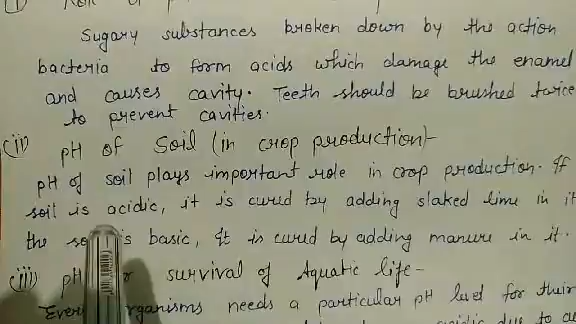 (i)
Sugary substances broken down by the action
bacteria to form acids which damage the enamel
and causes cavity. Teeth should be brushed twice
to prevent cavities.
(ii) pH of Soil (in crop production)-
pH of soil plays important role in crop production. If
soil is acidic, it is cured by adding slaked lime in it
the is basic, it is cured by adding manure in it.
(iii) pH survival of Aquatic life-
needs a particular pH level for their
acidic due to